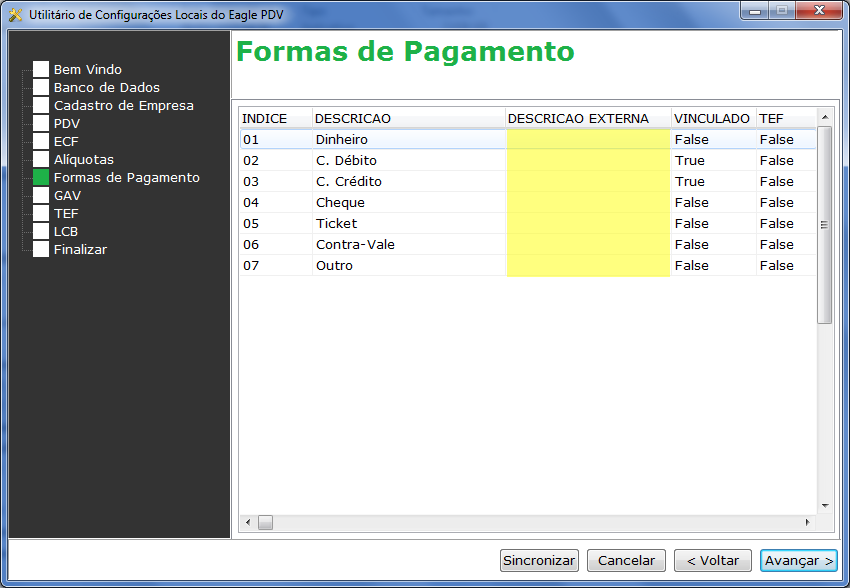 Utilitário de Configurações Locais do Eagle PDV
Bem Vindo
Banco de Dados
Cadastro de Empresa
PDV
ECF
Alíquotas
Formas de Pagamento
GAV
TEF
LCB
Finalizar
Formas de Pagamento
INDICE DESCRICAO DESCRICAO EXTERNA VINCULADO TEF
01 Dinheiro False False
02 C. Débito True False
03 C. Crédito True False
04 Cheque False False
05 Ticket False False
06 Contra-Vale False False
07 Outro False False
Sincronizar Cancelar < Voltar Avançar >